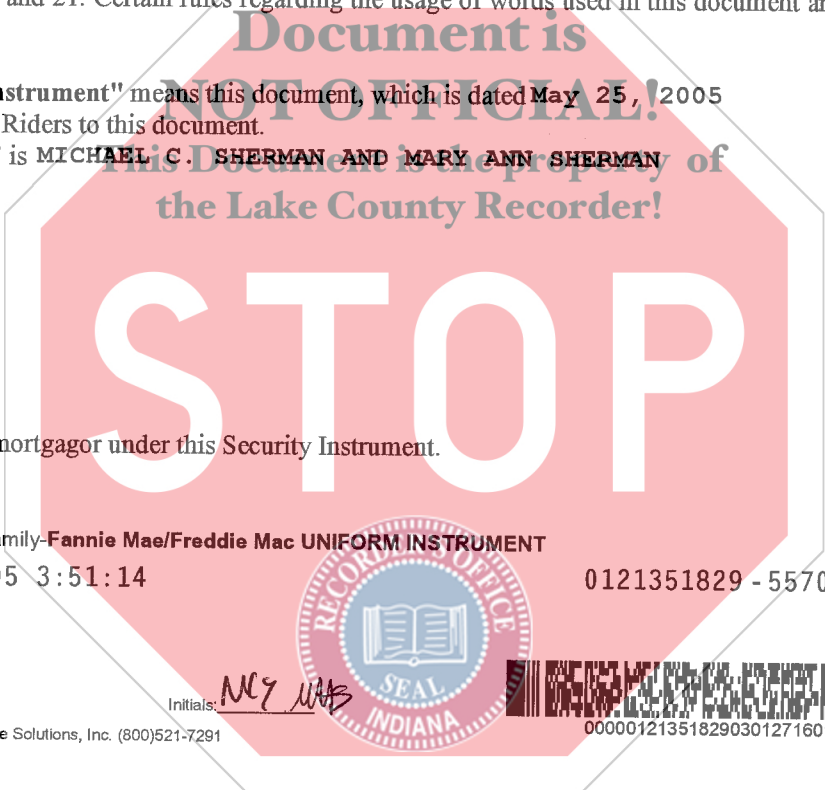 and 21. Certain rules regarding the usage of words used in this document ar
Document is
NOT OFFICIAL!
nstrument" means this document, which is dated May 25, 2005
Riders to this document.
is MICHAEL C. SHERMAN AND MARY ANN SHERMAN
This Document is the property of
the Lake County Recorder!
STOP
mortgagor under this Security Instrument.
mily-Fannie Mae/Freddie Mac UNIFORM INSTRUMENT
05 3:51:14
0121351829 - 5570
RECORDER'S OFFICE
SEAL
INDIANA
Initials:
e Solutions, Inc. (800)521-7291
00000121351829030127160